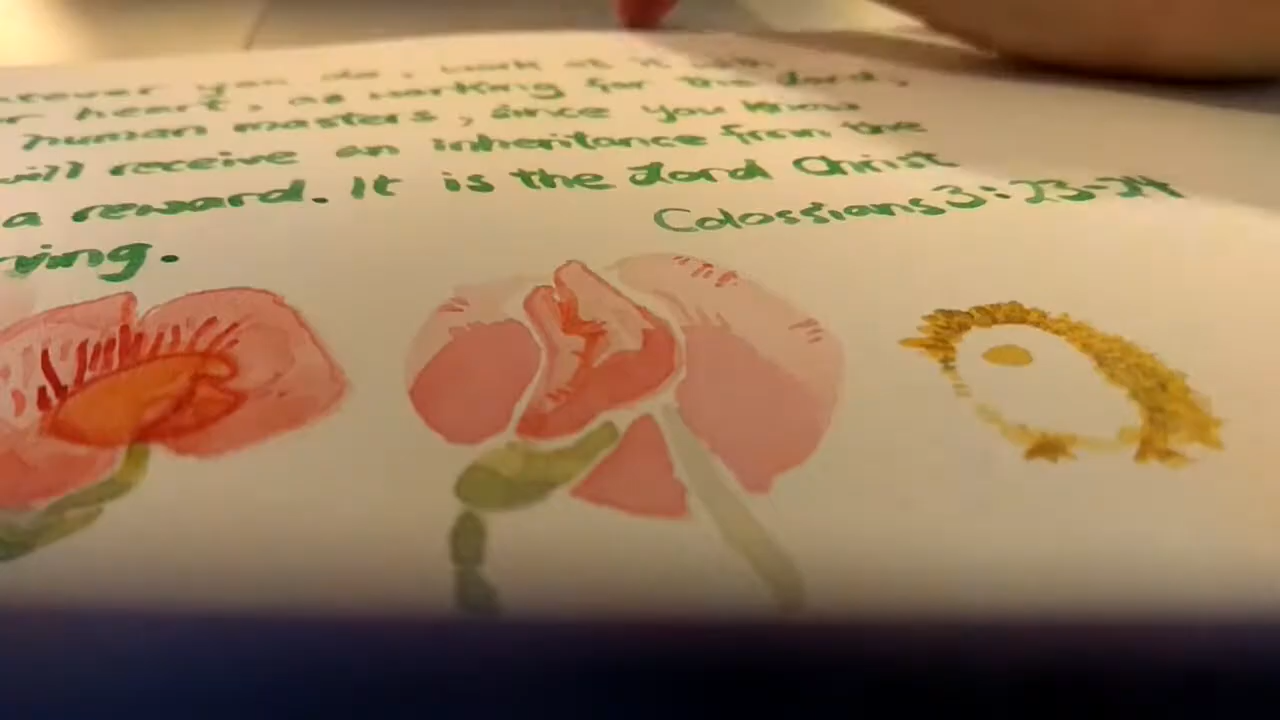 you do, work at it with
heart, as working for the Lord,
human masters, since you know
will receive an inheritance from the
a reward. It is the Lord Christ
Colossians 3:23-24
ving.